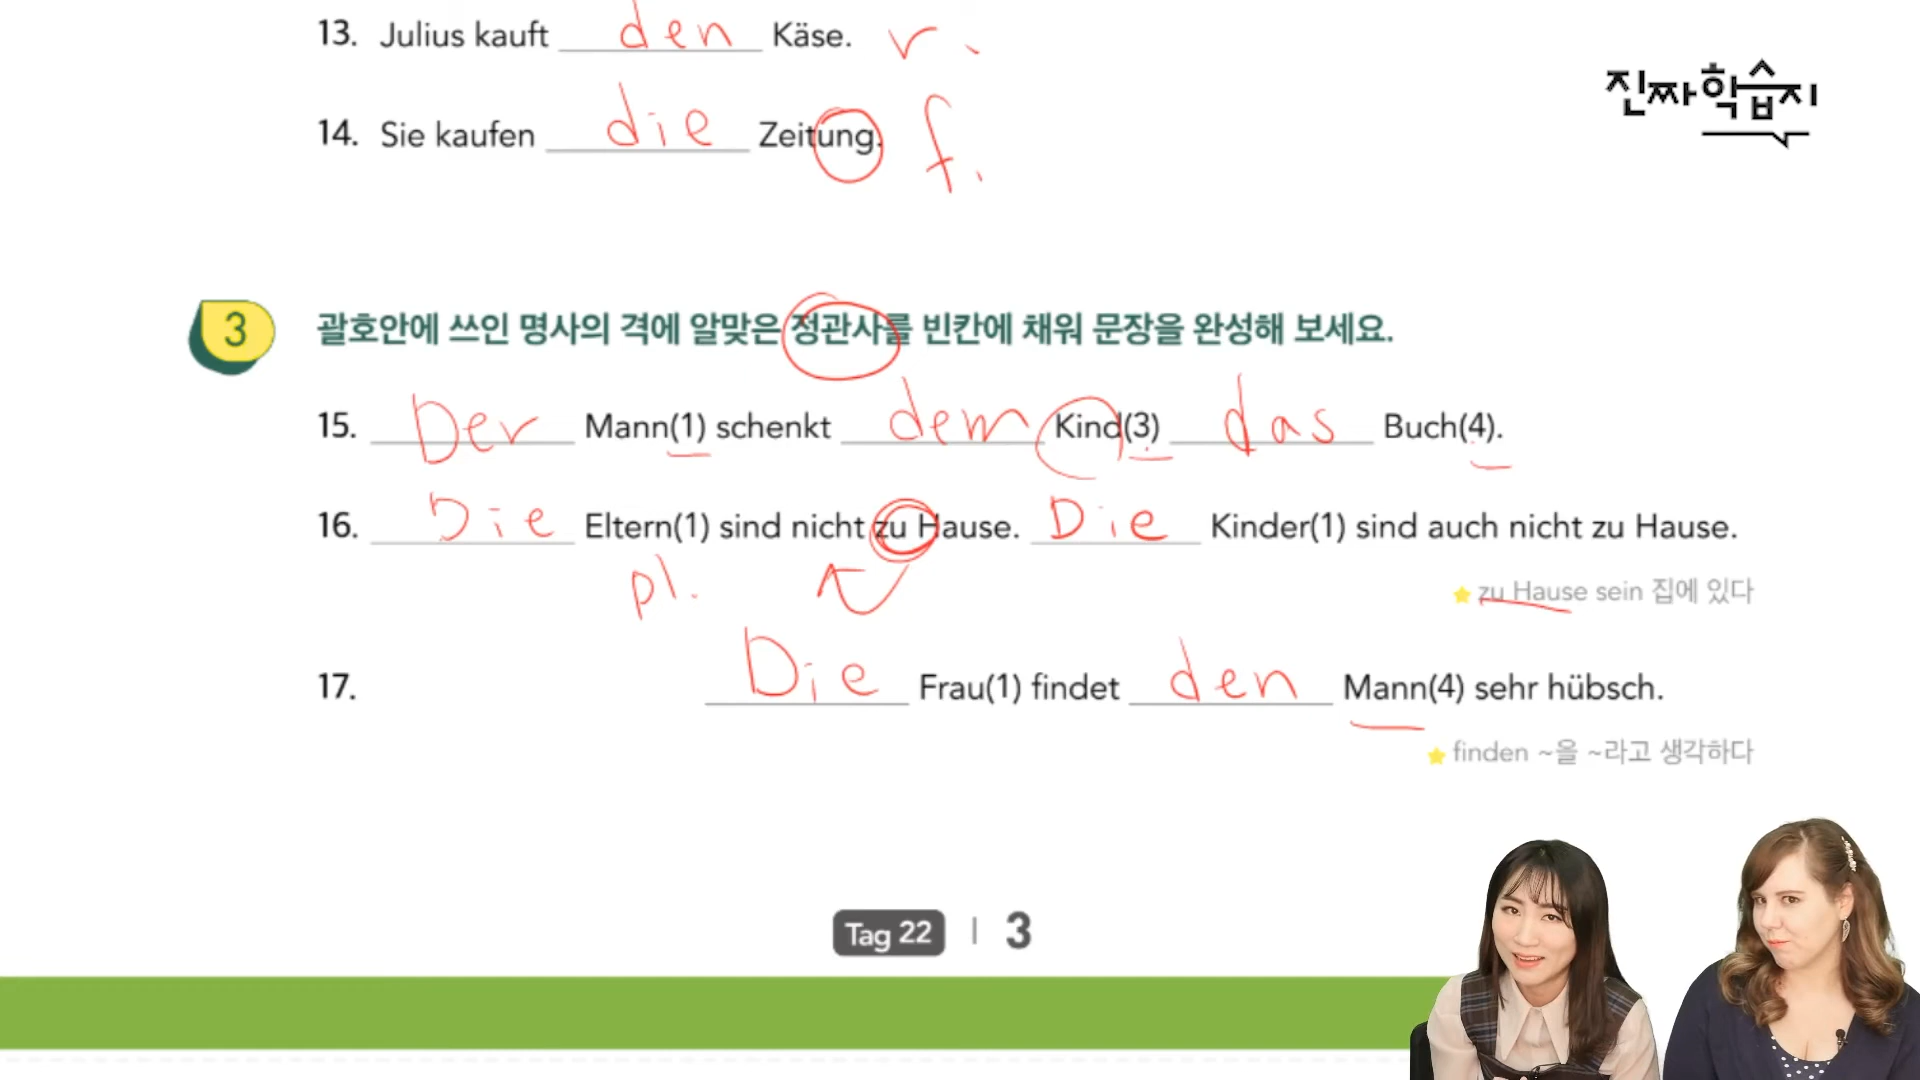 13. Julius kauft den Käse. r.
14. Sie kaufen die Zeitung. f.
진짜학습지
3 괄호안에 쓰인 명사의 격에 알맞은 정관사를 빈칸에 채워 문장을 완성해 보세요.
15. Der Mann(1) schenkt dem Kind(3) das Buch(4).
16. Die Eltern(1) sind nicht zu Hause. Die Kinder(1) sind auch nicht zu Hause.
pl.
zu Hause sein 집에 있다
17. Die Frau(1) findet den Mann(4) sehr hübsch.
finden ~을 ~라고 생각하다
Tag 22 | 3